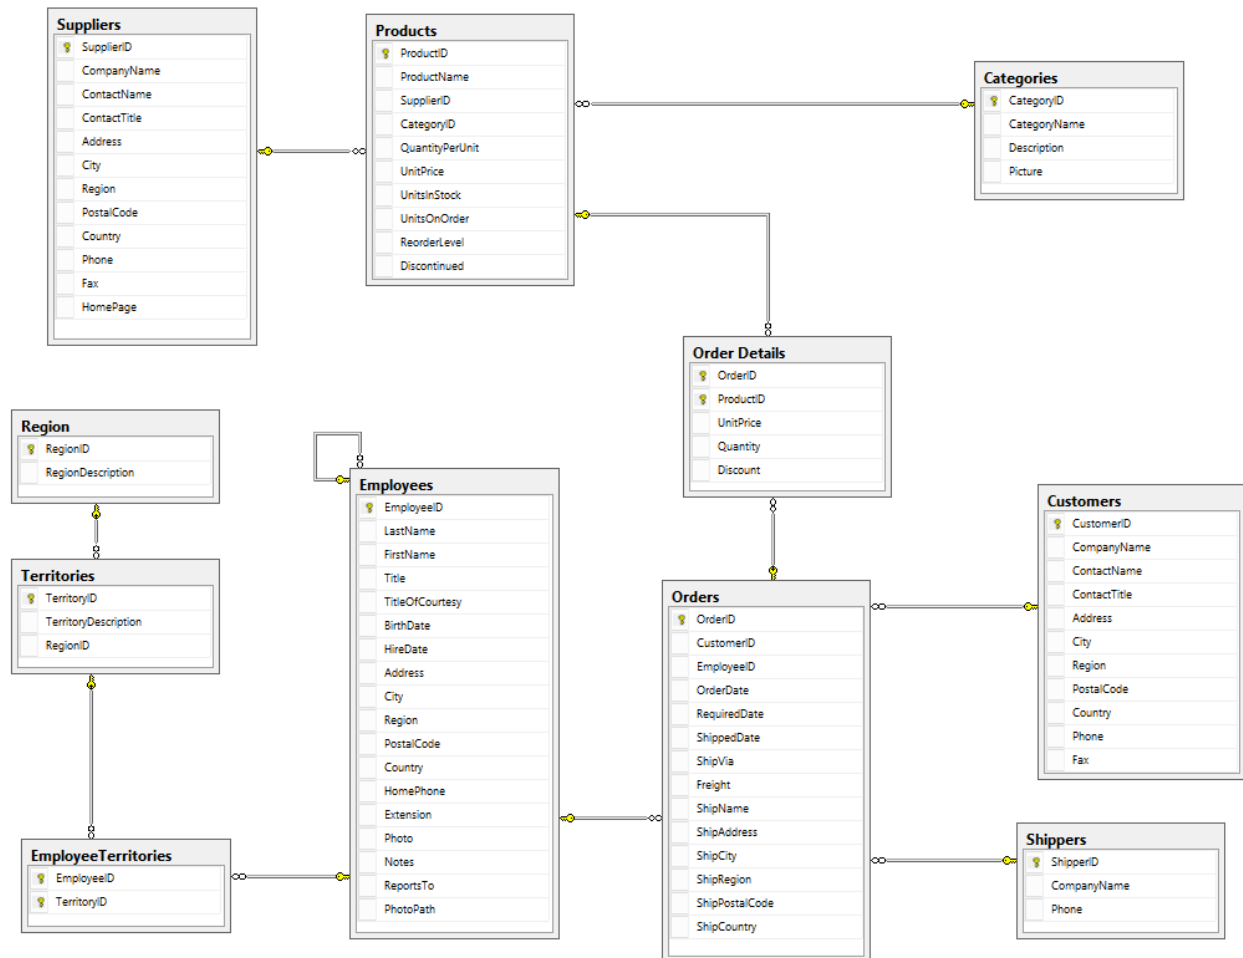 Suppliers
SupplierID
CompanyName
ContactName
ContactTitle
Address
City
Region
PostalCode
Country
Phone
Fax
HomePage
Products
ProductID
ProductName
SupplierID
CategoryID
QuantityPerUnit
UnitPrice
UnitsInStock
UnitsOnOrder
ReorderLevel
Discontinued
Categories
CategoryID
CategoryName
Description
Picture
Order Details
OrderID
ProductID
UnitPrice
Quantity
Discount
Region
RegionID
RegionDescription
Territories
TerritoryID
TerritoryDescription
RegionID
EmployeeTerritories
EmployeeID
TerritoryID
Employees
EmployeeID
LastName
FirstName
Title
TitleOfCourtesy
BirthDate
HireDate
Address
City
Region
PostalCode
Country
HomePhone
Extension
Photo
Notes
ReportsTo
PhotoPath
Orders
OrderID
CustomerID
EmployeeID
OrderDate
RequiredDate
ShippedDate
ShipVia
Freight
ShipName
ShipAddress
ShipCity
ShipRegion
ShipPostalCode
ShipCountry
Customers
CustomerID
CompanyName
ContactName
ContactTitle
Address
City
Region
PostalCode
Country
Phone
Fax
Shippers
ShipperID
CompanyName
Phone